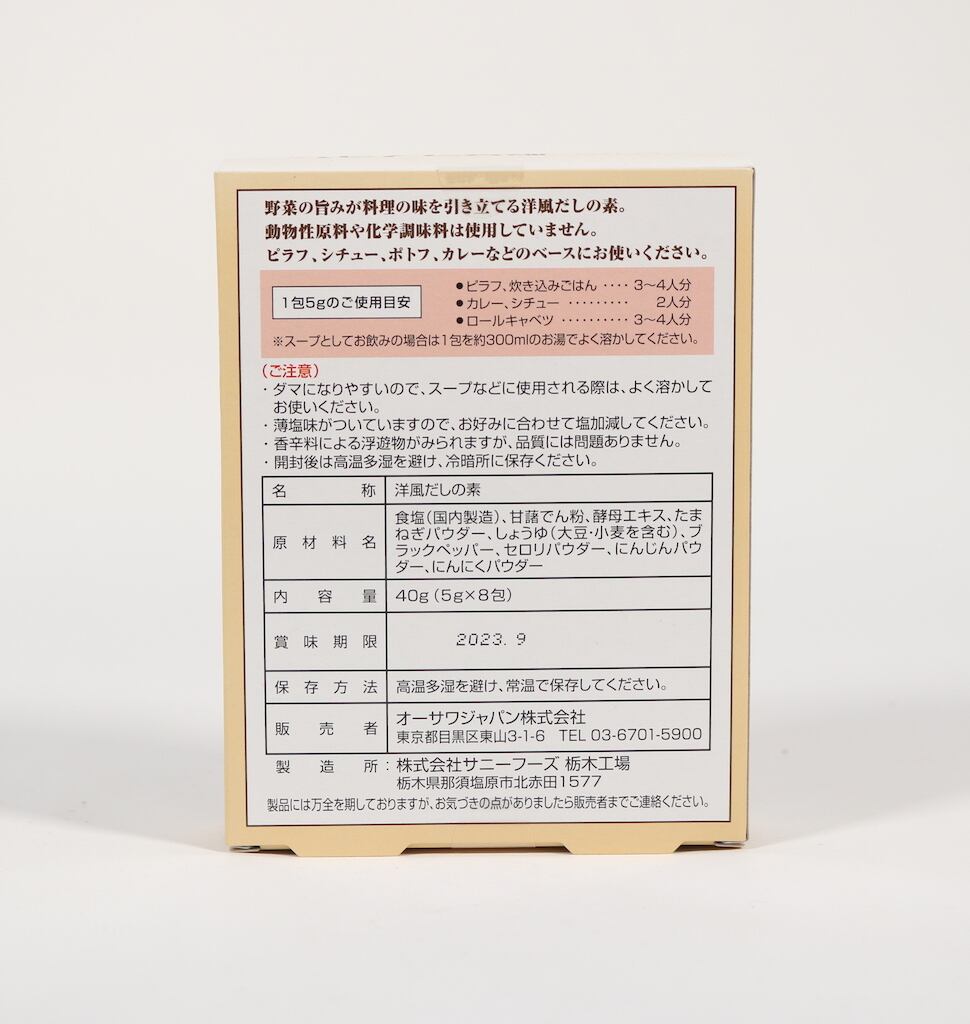 野菜の旨みが料理の味を引き立てる洋風だしの素。
動物性原料や化学調味料は使用していません。
ピラフ、シチュー、ポトフ、カレーなどのベースにお使いください。
1包5gのご使用目安
●ピラフ、炊き込みごはん ‥‥ 3〜4人分
●カレー、シチュー ‥‥‥‥‥ 2人分
●ロールキャベツ ‥‥‥‥‥ 3〜4人分
※スープとしてお飲みの場合は1包を約300mlのお湯でよく溶かしてください。
(ご注意)
・ダマになりやすいので、スープなどに使用される際は、よく溶かして
お使いください。
・薄塩味がついていますので、お好みに合わせて塩加減してください。
・香辛料による浮遊物がみられますが、品質には問題ありません。
・開封後は高温多湿を避け、冷暗所に保存ください。
名称 洋風だしの素
原材料名 食塩(国内製造)、甘藷でん粉、酵母エキス、たま
ねぎパウダー、しょうゆ(大豆・小麦を含む)、ブ
ラックペッパー、セロリパウダー、にんじんパウ
ダー、にんにくパウダー
内容量 40g(5g×8包)
賞味期限 2023. 9
保存方法 高温多湿を避け、常温で保存してください。
販売者 オーサワジャパン株式会社
東京都目黒区東山3-1-6 TEL 03-6701-5900
製造所:株式会社サニーフーズ 栃木工場
栃木県那須塩原市北赤田1577
製品には万全を期しておりますが、お気づきの点がありましたら販売者までご連絡ください。